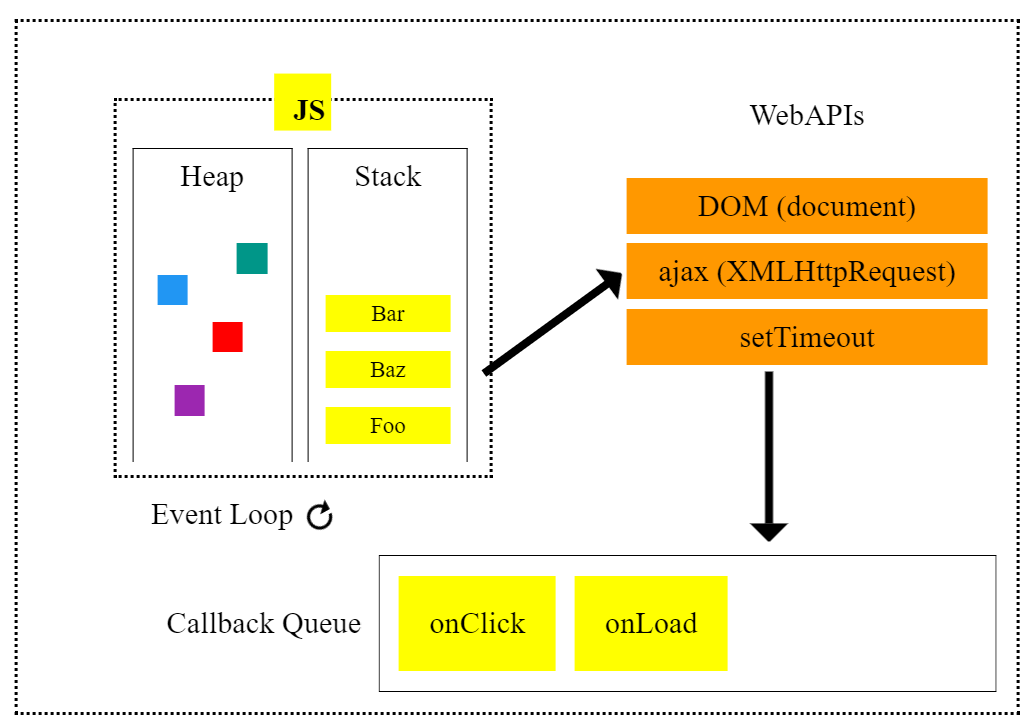 JS
WebAPIs
Heap
Stack
DOM (document)
ajax (XMLHttpRequest)
setTimeout
Bar
Baz
Foo
Event Loop
Callback Queue
onClick
onLoad